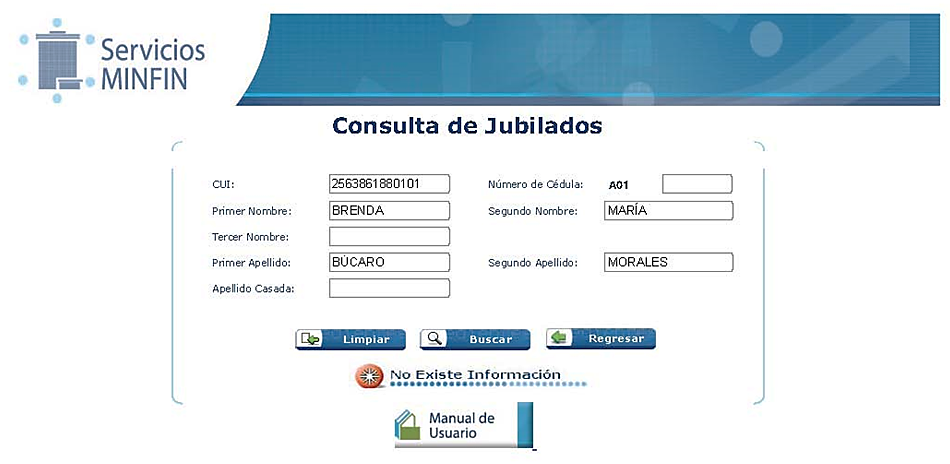 Servicios
MINFIN
Consulta de Jubilados
CUI: 2563861880101 Número de Cédula: A01
Primer Nombre: BRENDA Segundo Nombre: MARÍA
Tercer Nombre:
Primer Apellido: BÚCARO Segundo Apellido: MORALES
Apellido Casada:
Limpiar Buscar Regresar
No Existe Información
Manual de
Usuario